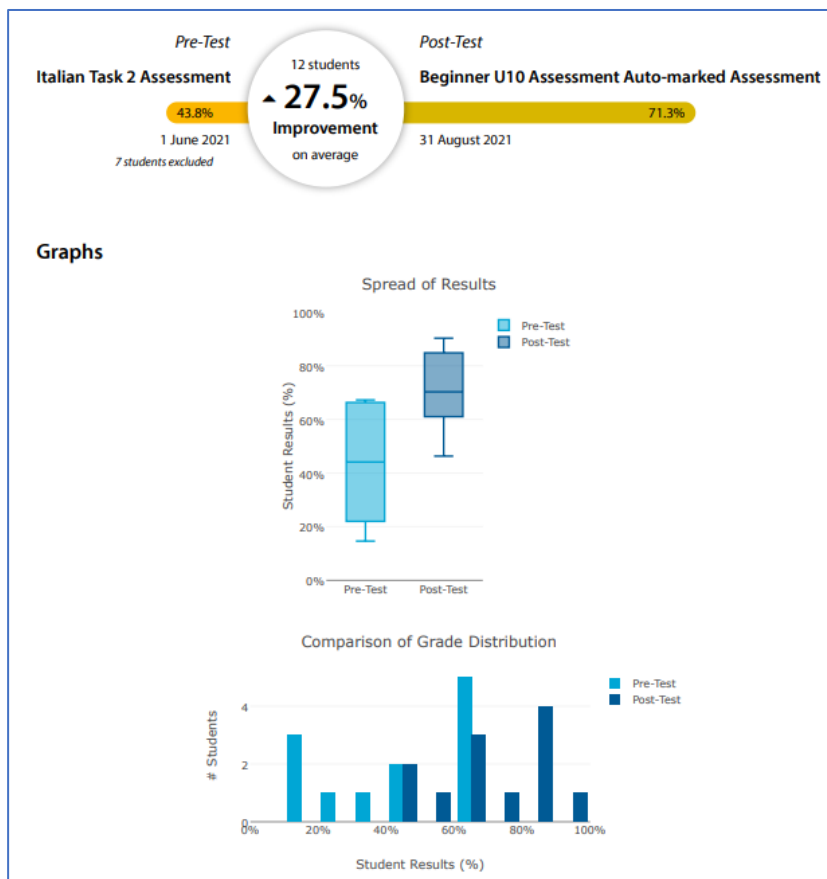 Pre-Test
Italian Task 2 Assessment
43.8%
1 June 2021
7 students excluded
12 students
27.5%
Improvement
on average
Post-Test
Beginner U10 Assessment Auto-marked Assessment
71.3%
31 August 2021
Graphs
Spread of Results
Student Results (%)
100%
80%
60%
40%
20%
0%
Pre-Test
Post-Test
Pre-Test
Post-Test
Comparison of Grade Distribution
# Students
4
2
0
0%
20%
40%
60%
80%
100%
Student Results (%)
Pre-Test
Post-Test